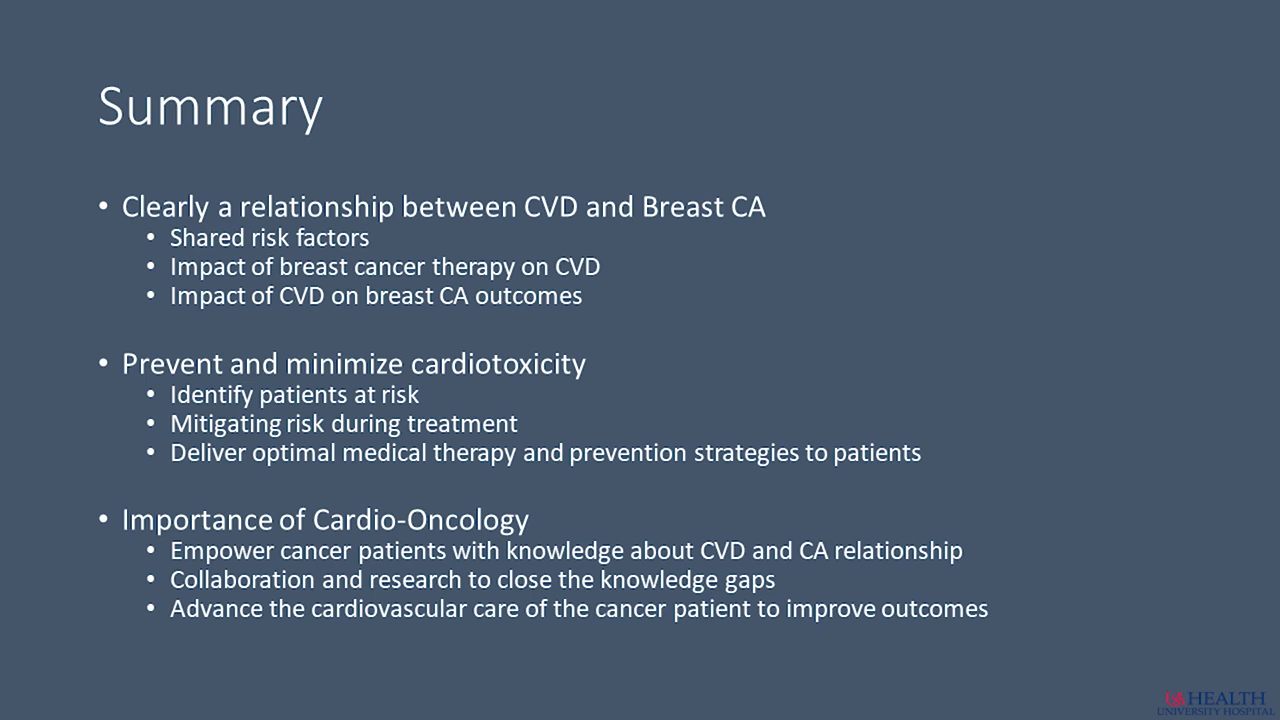 Summary
• Clearly a relationship between CVD and Breast CA
• Shared risk factors
• Impact of breast cancer therapy on CVD
• Impact of CVD on breast CA outcomes
• Prevent and minimize cardiotoxicity
• Identify patients at risk
• Mitigating risk during treatment
• Deliver optimal medical therapy and prevention strategies to patients
• Importance of Cardio-Oncology
• Empower cancer patients with knowledge about CVD and CA relationship
• Collaboration and research to close the knowledge gaps
• Advance the cardiovascular care of the cancer patient to improve outcomes
USA HEALTH
UNIVERSITY HOSPITAL